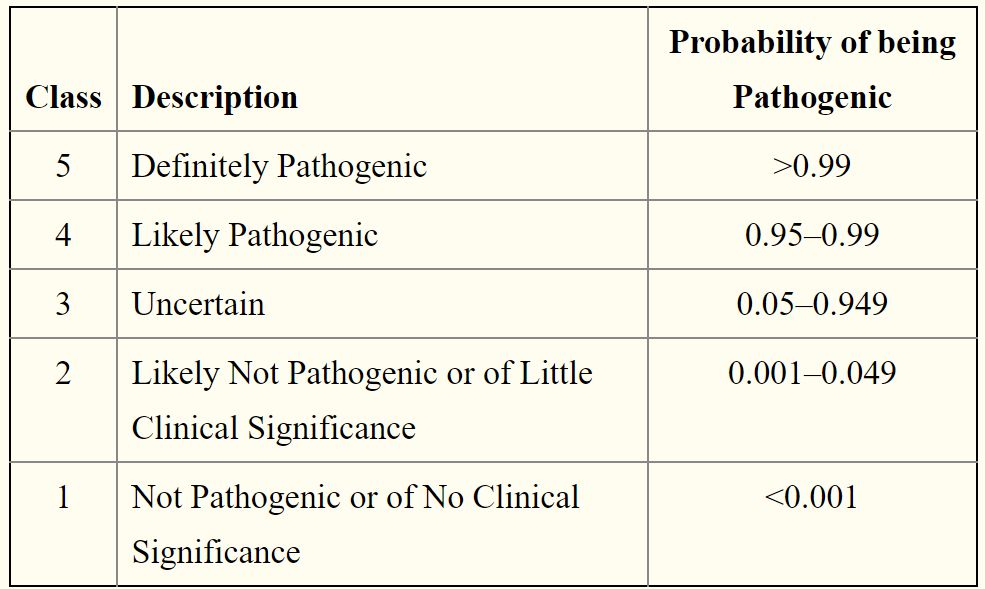 Class Description Probability of being
Pathogenic
5 Definitely Pathogenic >0.99
4 Likely Pathogenic 0.95–0.99
3 Uncertain 0.05–0.949
2 Likely Not Pathogenic or of Little 0.001–0.049
Clinical Significance
1 Not Pathogenic or of No Clinical <0.001
Significance